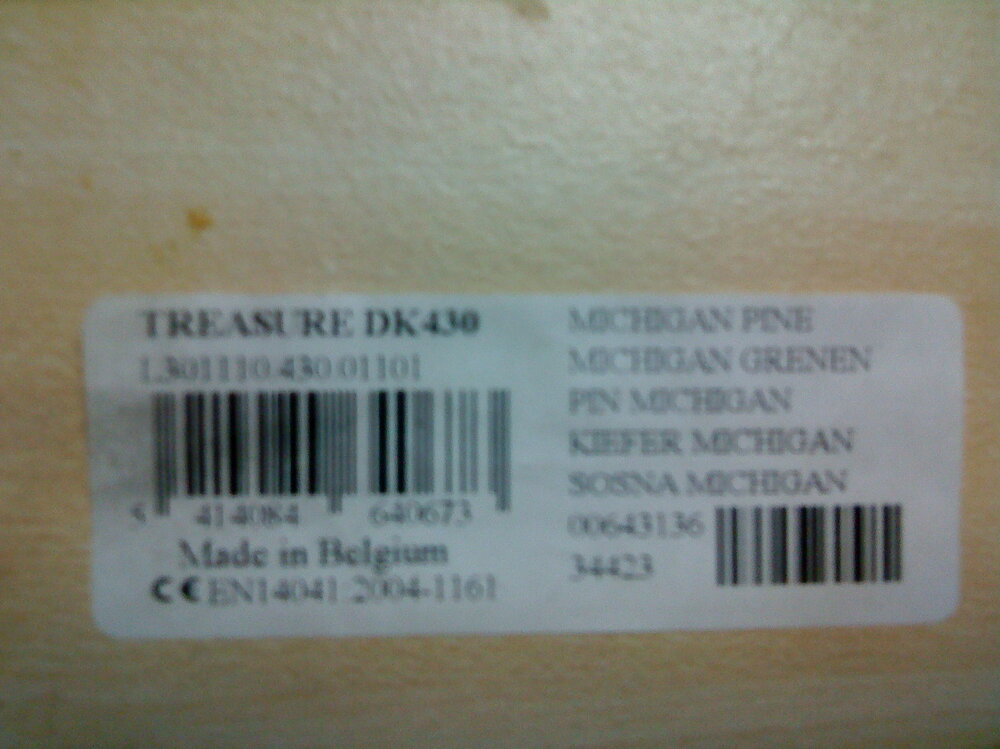 TREASURE DK430
L301110.430.01101
5 414084 640673
Made in Belgium
CE EN14041:2004-1161
MICHIGAN PINE
MICHIGAN GRENEN
PIN MICHIGAN
KIEFER MICHIGAN
SOSNA MICHIGAN
00643136
34423